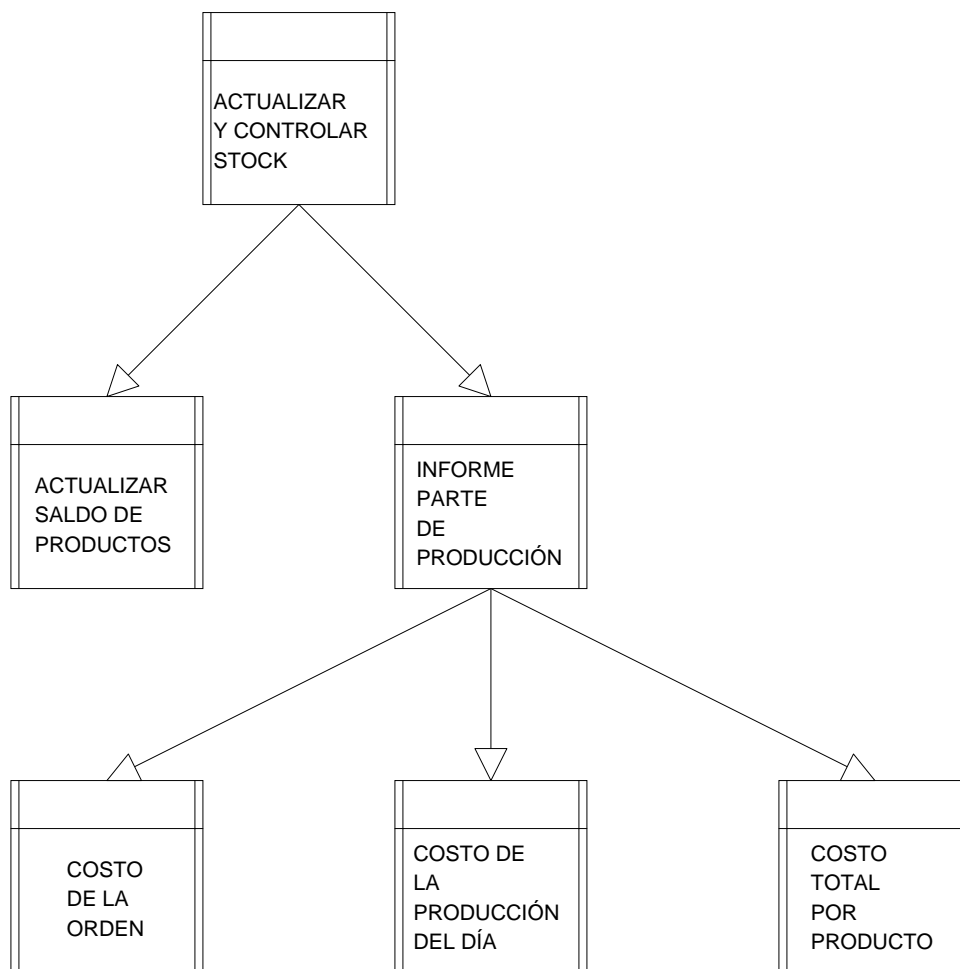 ACTUALIZAR
Y CONTROLAR
STOCK
ACTUALIZAR
SALDO DE
PRODUCTOS
INFORME
PARTE
DE
PRODUCCIÓN
COSTO
DE LA
ORDEN
COSTO DE
LA
PRODUCCIÓN
DEL DÍA
COSTO
TOTAL
POR
PRODUCTO